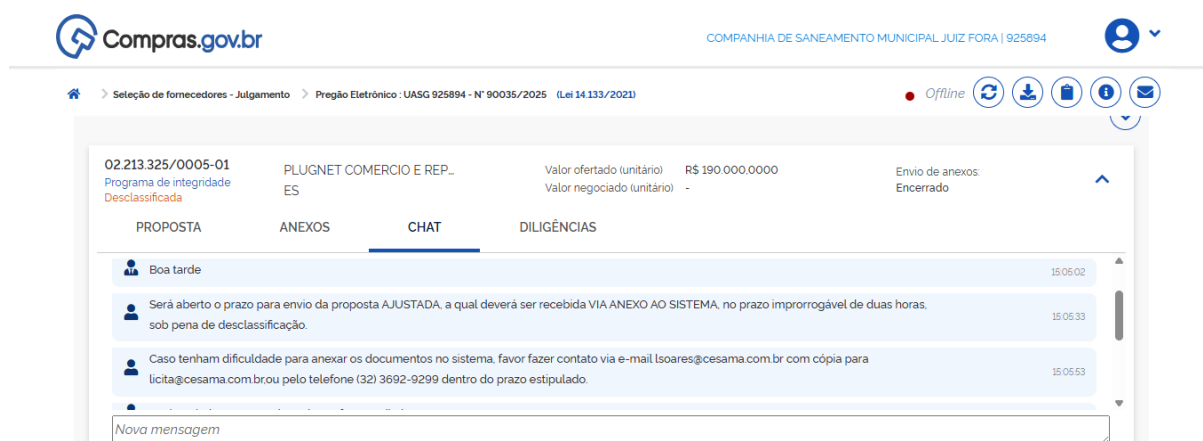 Compras.gov.br
COMPANHIA DE SANEAMENTO MUNICIPAL JUIZ FORA | 925894
Seleção de fornecedores - Julgamento > Pregão Eletrônico : UASG 925894 - N° 90035/2025 (Lei 14.133/2021)
Offline
02.213.325/0005-01
Programa de integridade
Desclassificada
PLUGNET COMERCIO E REP...
ES
Valor ofertado (unitário) R$ 190.000,0000
Valor negociado (unitário) -
Envio de anexos:
Encerrado
PROPOSTA ANEXOS CHAT DILIGÊNCIAS
Boa tarde 15:05:02
Será aberto o prazo para envio da proposta AJUSTADA, a qual deverá ser recebida VIA ANEXO AO SISTEMA, no prazo improrrogável de duas horas,
sob pena de desclassificação. 15:05:33
Caso tenham dificuldade para anexar os documentos no sistema, favor fazer contato via e-mail lsoares@cesama.com.br com cópia para
licita@cesama.com.br,ou pelo telefone (32) 3692-9299 dentro do prazo estipulado. 15:05:53
Nova mensagem